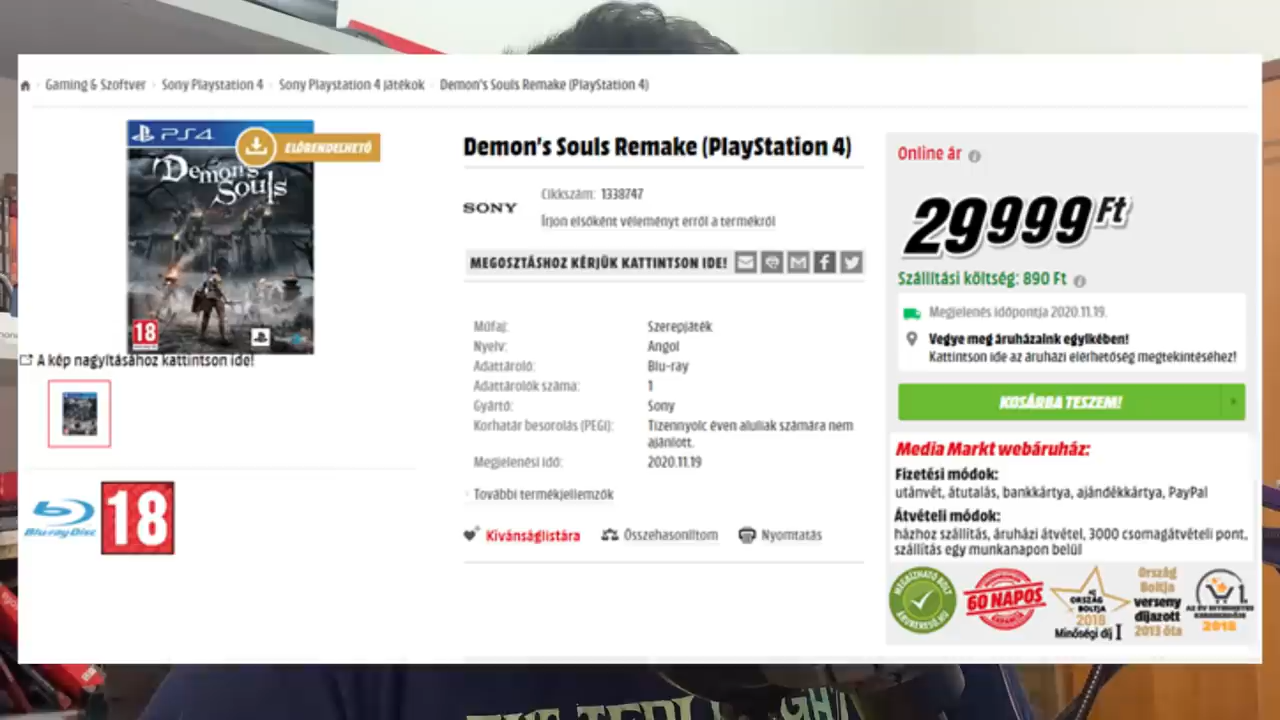 Gaming & Szoftver
Sony Playstation 4
Sony Playstation 4 játékok
Demon's Souls Remake (PlayStation 4)
PS4
ELŐRENDELHETŐ
Demon's
Souls
18
A kép nagyításához kattintson ide!
Blu-ray Disc
18
Demon's Souls Remake (PlayStation 4)
SONY
Cikkszám: 1338747
Írjon elsőként véleményt erről a termékről
MEGOSZTÁSHOZ KÉRJÜK KATTINTSON IDE!
Műfaj: Szerepjáték
Nyelv: Angol
Adattároló: Blu-ray
Adattárolók száma: 1
Gyártó: Sony
Korhatár besorolás (PEGI): Tizennyolc éven aluliak számára nem
ajánlott.
Megjelenési idő: 2020.11.19
További termékjellemzők
Kívánságlistára
Összehasonlítom
Nyomtatás
Online ár
29999 Ft
Szállítási költség: 890 Ft
Megjelenés időpontja 2020.11.19.
Vegye meg áruházaink egyikében!
Kattintson ide az áruházi elérhetőség megtekintéséhez!
KOSÁRBA TESZEM!
Media Markt webáruház:
Fizetési módok:
utánvét, átutalás, bankkártya, ajándékkártya, PayPal
Átvételi módok:
házhoz szállítás, áruházi átvétel, 3000 csomagátvételi pont,
szállítás egy munkanapon belül
MEGBÍZHATÓ BOLT
ÁRUKERESŐ.HU
60 NAPOS
AZ
ORSZÁG
BOLTJA
2018
Minőségi díj I
Ország
Boltja
verseny
díjazott
2013 óta
1.
2018